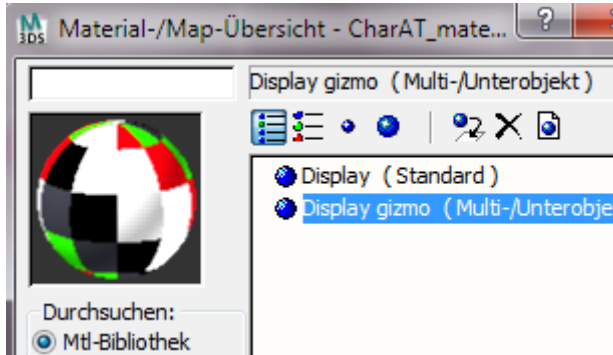 M
3DS
Material-/Map-Übersicht - CharAT_mate...
?
Display gizmo ( Multi-/Unterobjekt )
Display ( Standard )
Display gizmo ( Multi-/Unterobje
Durchsuchen:
Mtl-Bibliothek